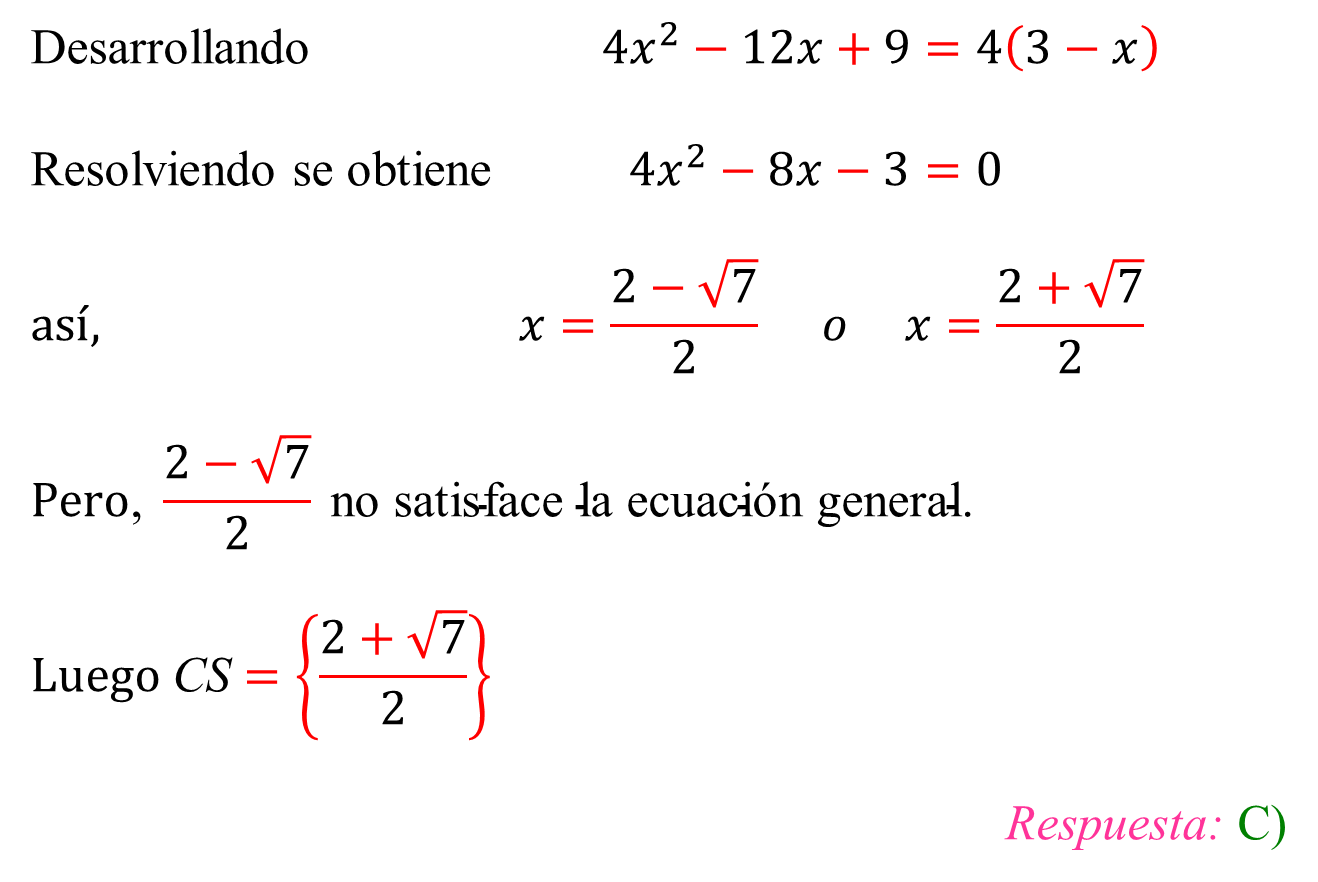 Desarrollando 4x² − 12x + 9 = 4(3 − x)
Resolviendo se obtiene 4x² − 8x − 3 = 0
así, x = (2 − √7)/2 o x = (2 + √7)/2
Pero, (2 − √7)/2 no satisface la ecuación general.
Luego CS = {(2 + √7)/2}
Respuesta: C)